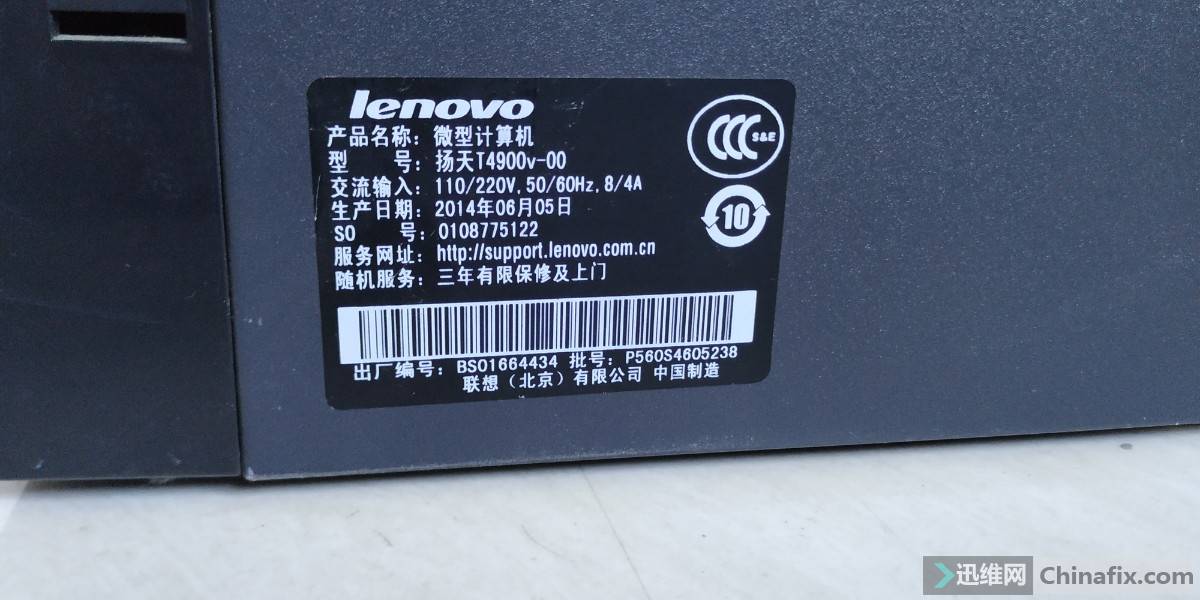 lenovo
产品名称：微型计算机
型 号：扬天T4900v-00
交流输入：110/220V,50/60Hz,8/4A
生产日期：2014年06月05日
SO 号：0108775122
服务网址：http://support.lenovo.com.cn
随机服务：三年有限保修及上门
CCC S&E
10
出厂编号：BS01664434 批号：P560S4605238
联想（北京）有限公司 中国制造
迅维网 Chinafix.com